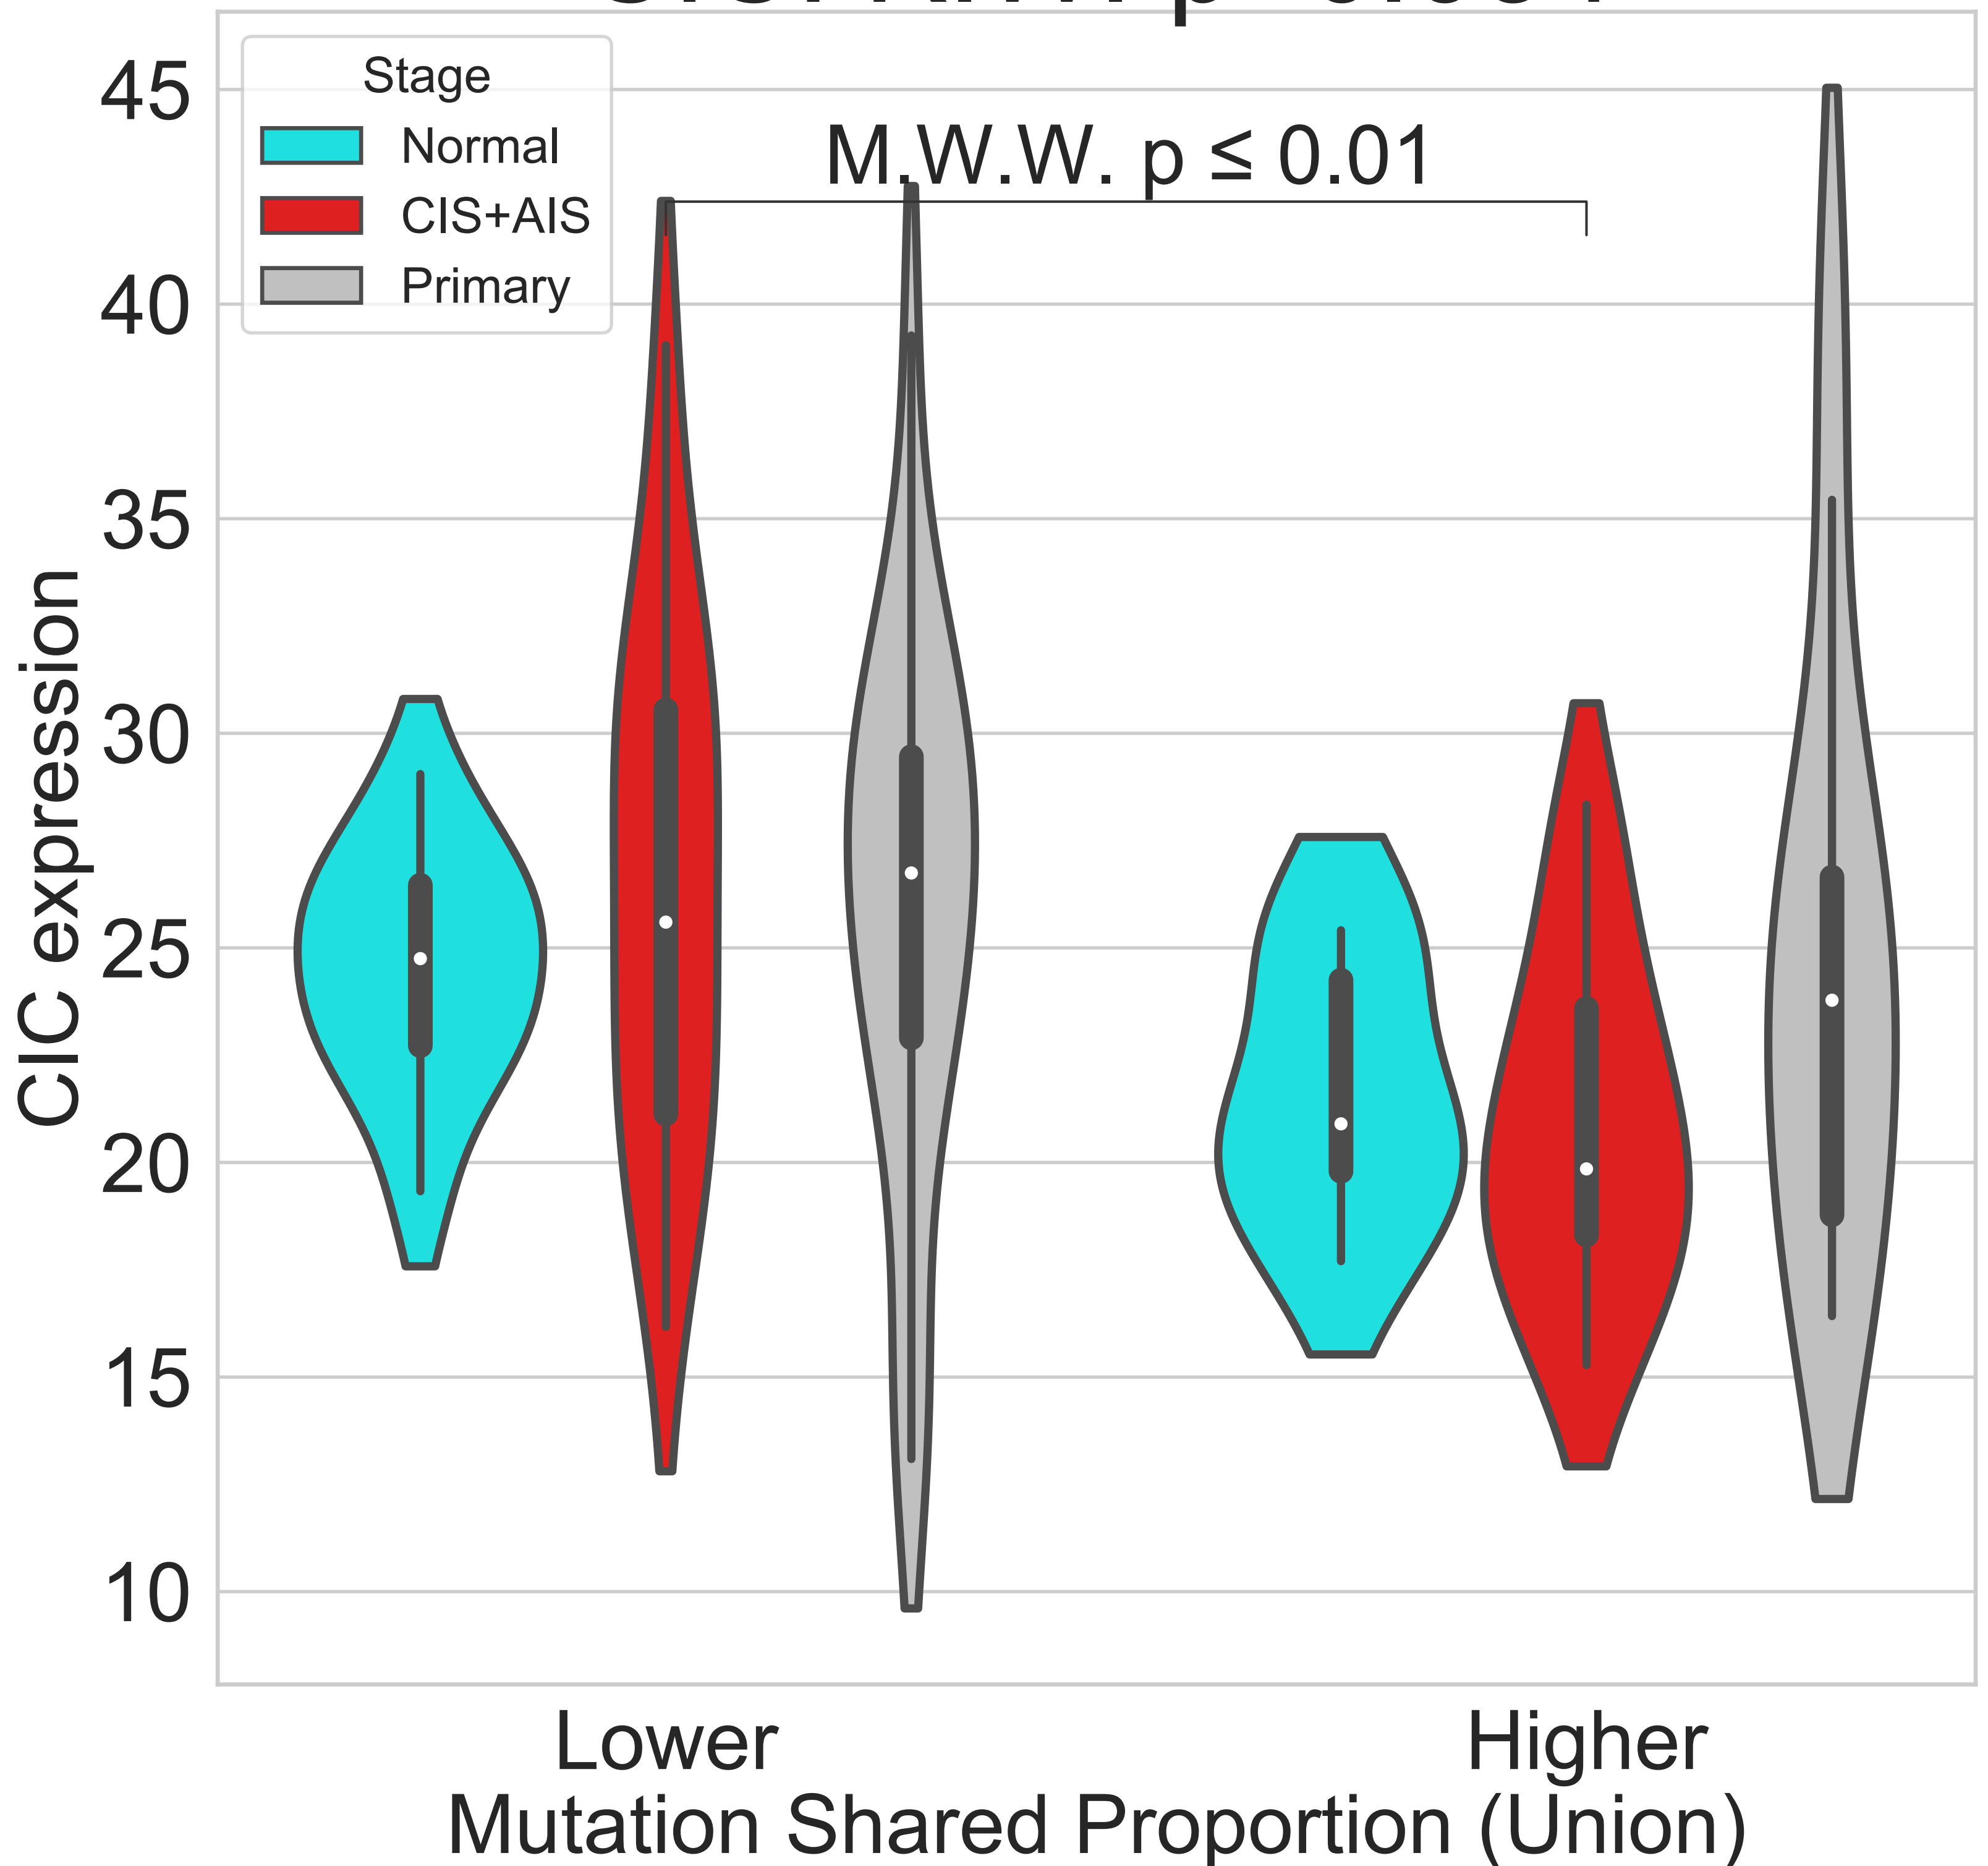 45
40
35
30
25
20
15
10
CIC expression
Stage
Normal
CIS+AIS
Primary
M.W.W. p ≤ 0.01
Lower
Higher
Mutation Shared Proportion (Union)